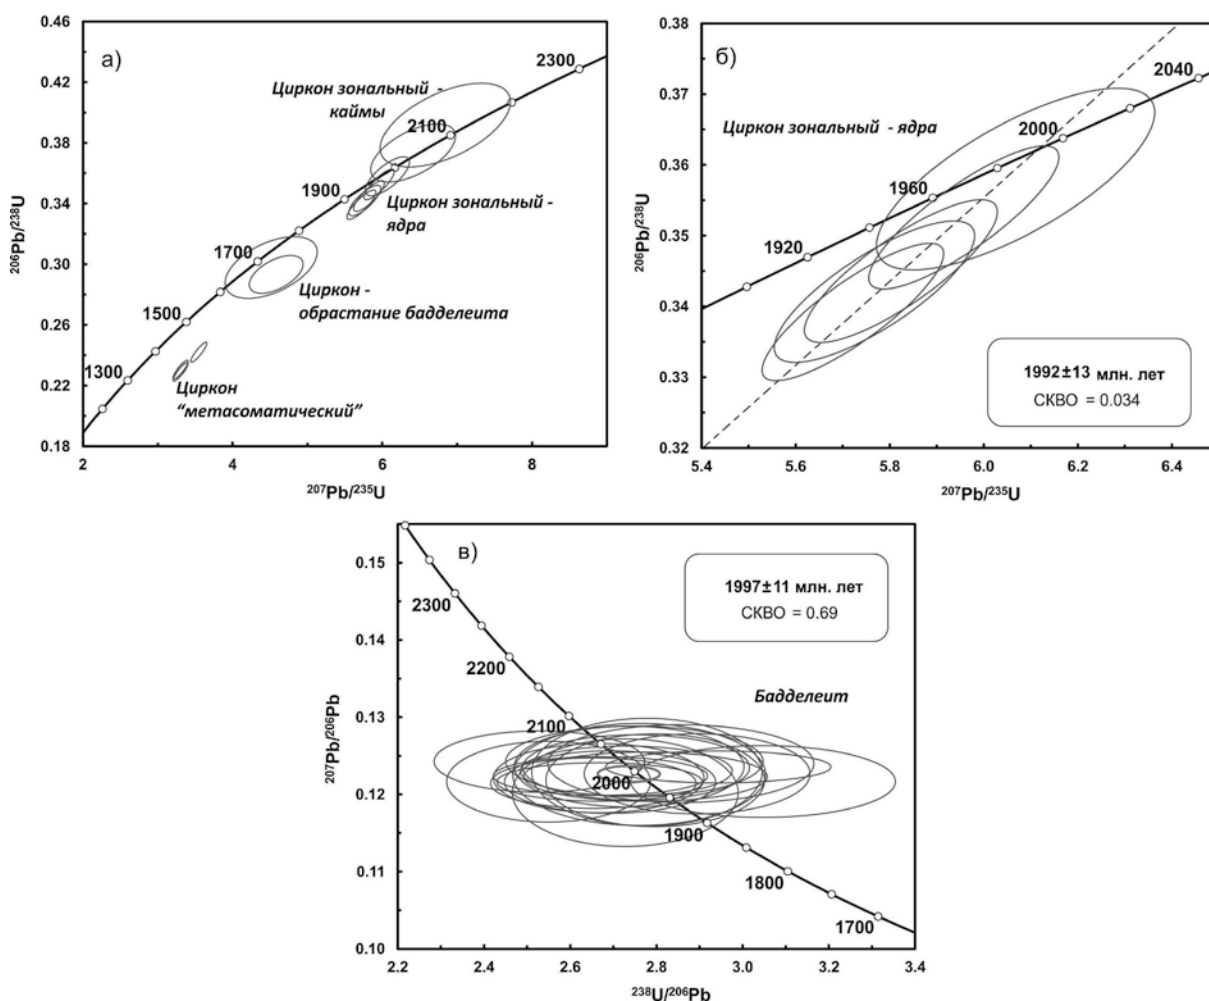 а)
0.46
0.42
0.38
0.34
0.30
0.26
0.22
0.18
²⁰⁶Pb/²³⁸U
2300
2100
1900
1700
1500
1300
Циркон зональный -
каймы
Циркон зональный -
ядра
Циркон -
обрастание бадделеита
Циркон
“метасоматический”
2
4
6
8
²⁰⁷Pb/²³⁵U
б)
0.38
0.37
0.36
0.35
0.34
0.33
0.32
²⁰⁶Pb/²³⁸U
Циркон зональный - ядра
2040
2000
1960
1920
1992±13 млн. лет
СКВО = 0.034
5.4
5.6
5.8
6.0
6.2
6.4
²⁰⁷Pb/²³⁵U
в)
0.15
0.14
0.13
0.12
0.11
0.10
²⁰⁷Pb/²⁰⁶Pb
1997±11 млн. лет
СКВО = 0.69
Бадделеит
2300
2200
2100
2000
1900
1800
1700
2.2
2.4
2.6
2.8
3.0
3.2
3.4
²³⁸U/²⁰⁶Pb